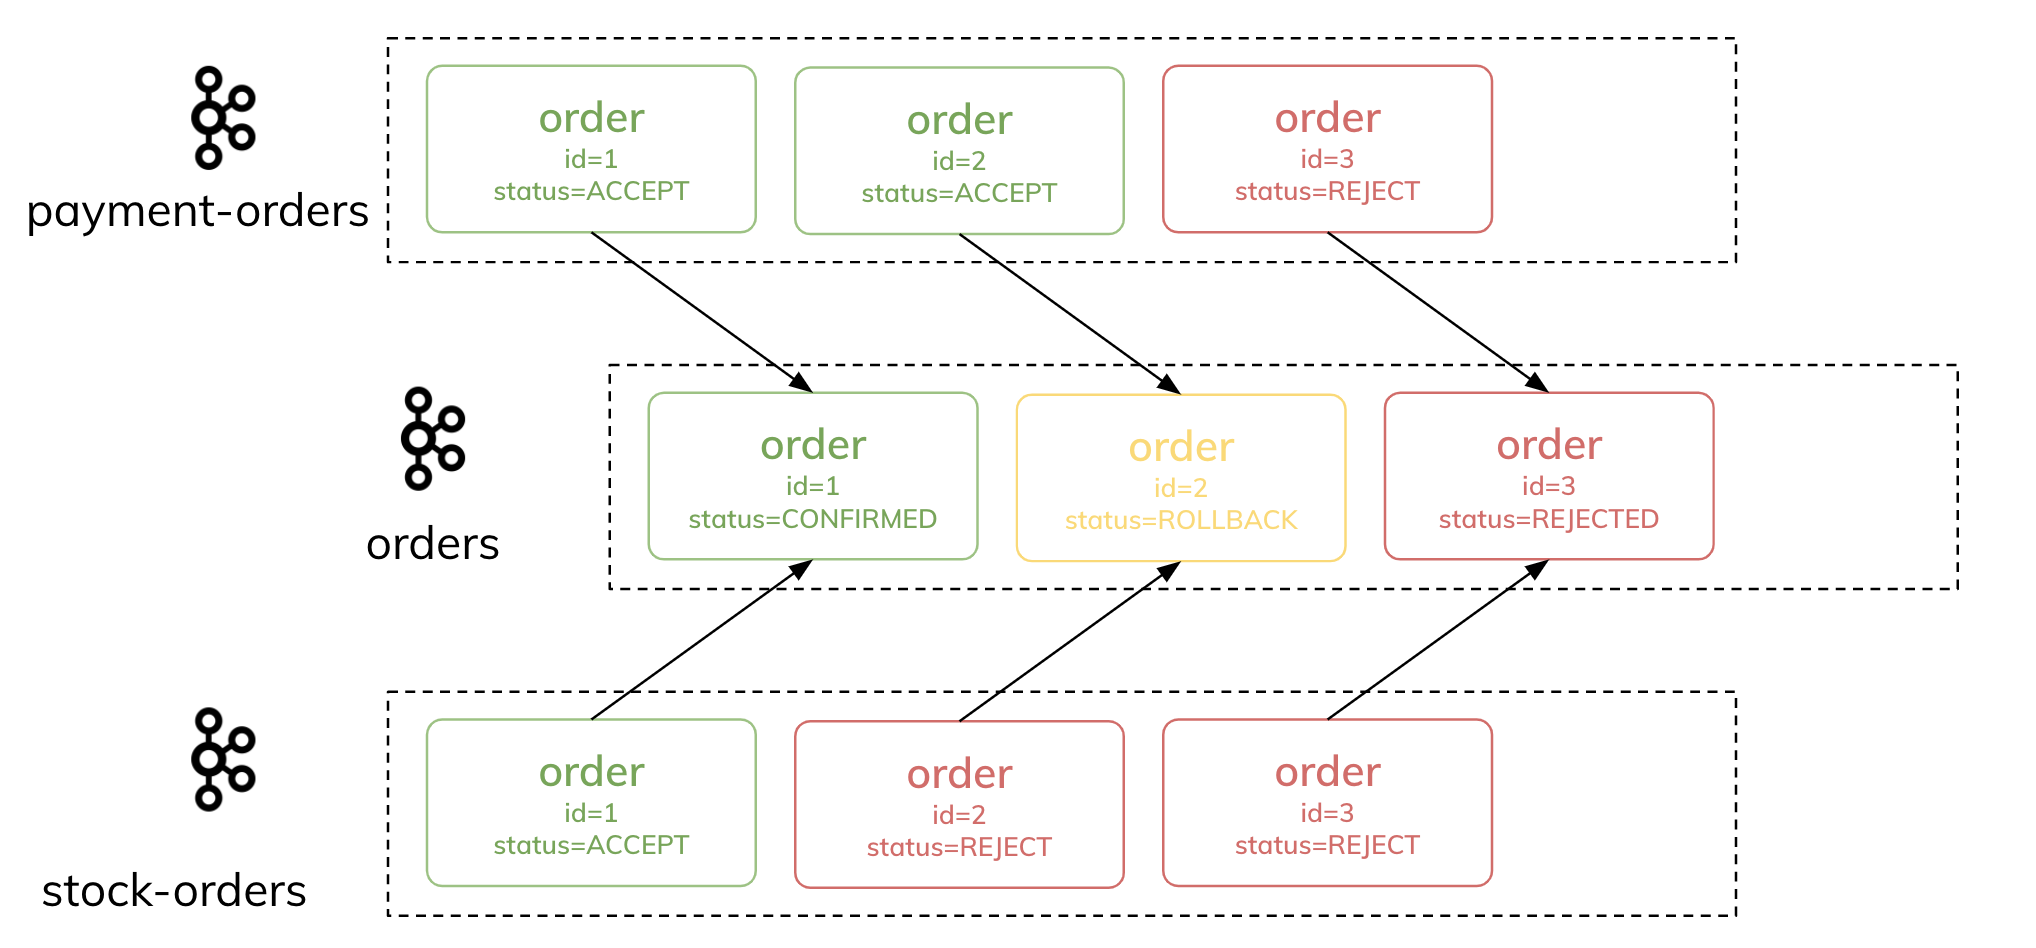 payment-orders
order
id=1
status=ACCEPT
order
id=2
status=ACCEPT
order
id=3
status=REJECT
orders
order
id=1
status=CONFIRMED
order
id=2
status=ROLLBACK
order
id=3
status=REJECTED
stock-orders
order
id=1
status=ACCEPT
order
id=2
status=REJECT
order
id=3
status=REJECT